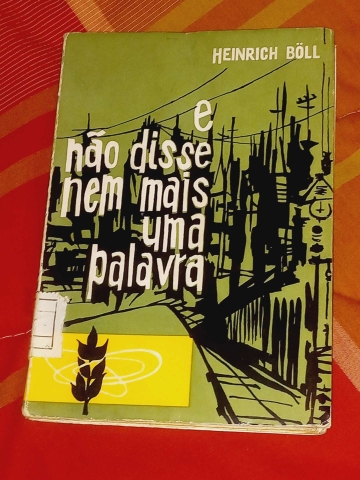 HEINRICH BÖLL
e
não disse
nem mais
uma
palavra